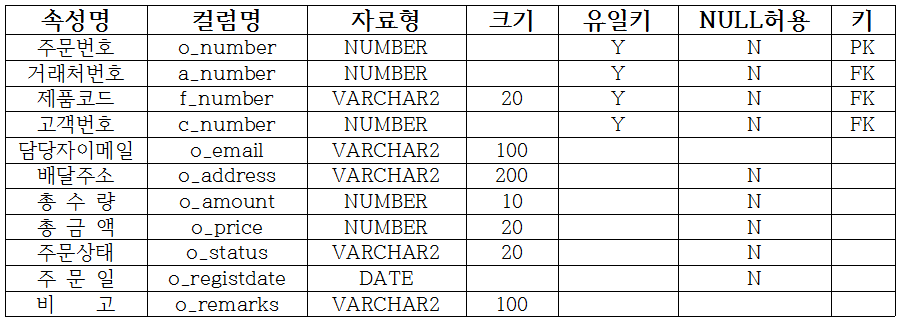 속성명 컬럼명 자료형 크기 유일키 NULL허용 키
주문번호 o_number NUMBER Y N PK
거래처번호 a_number NUMBER Y N FK
제품코드 f_number VARCHAR2 20 Y N FK
고객번호 c_number NUMBER Y N FK
담당자이메일 o_email VARCHAR2 100
배달주소 o_address VARCHAR2 200 N
총 수 량 o_amount NUMBER 10 N
총 금 액 o_price NUMBER 20 N
주문상태 o_status VARCHAR2 20 N
주 문 일 o_registdate DATE N
비 고 o_remarks VARCHAR2 100